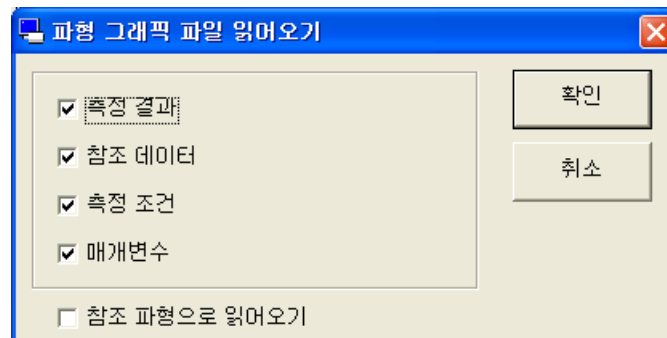 파형 그래픽 파일 읽어오기
측정 결과
확인
참조 데이터
취소
측정 조건
매개변수
참조 파형으로 읽어오기